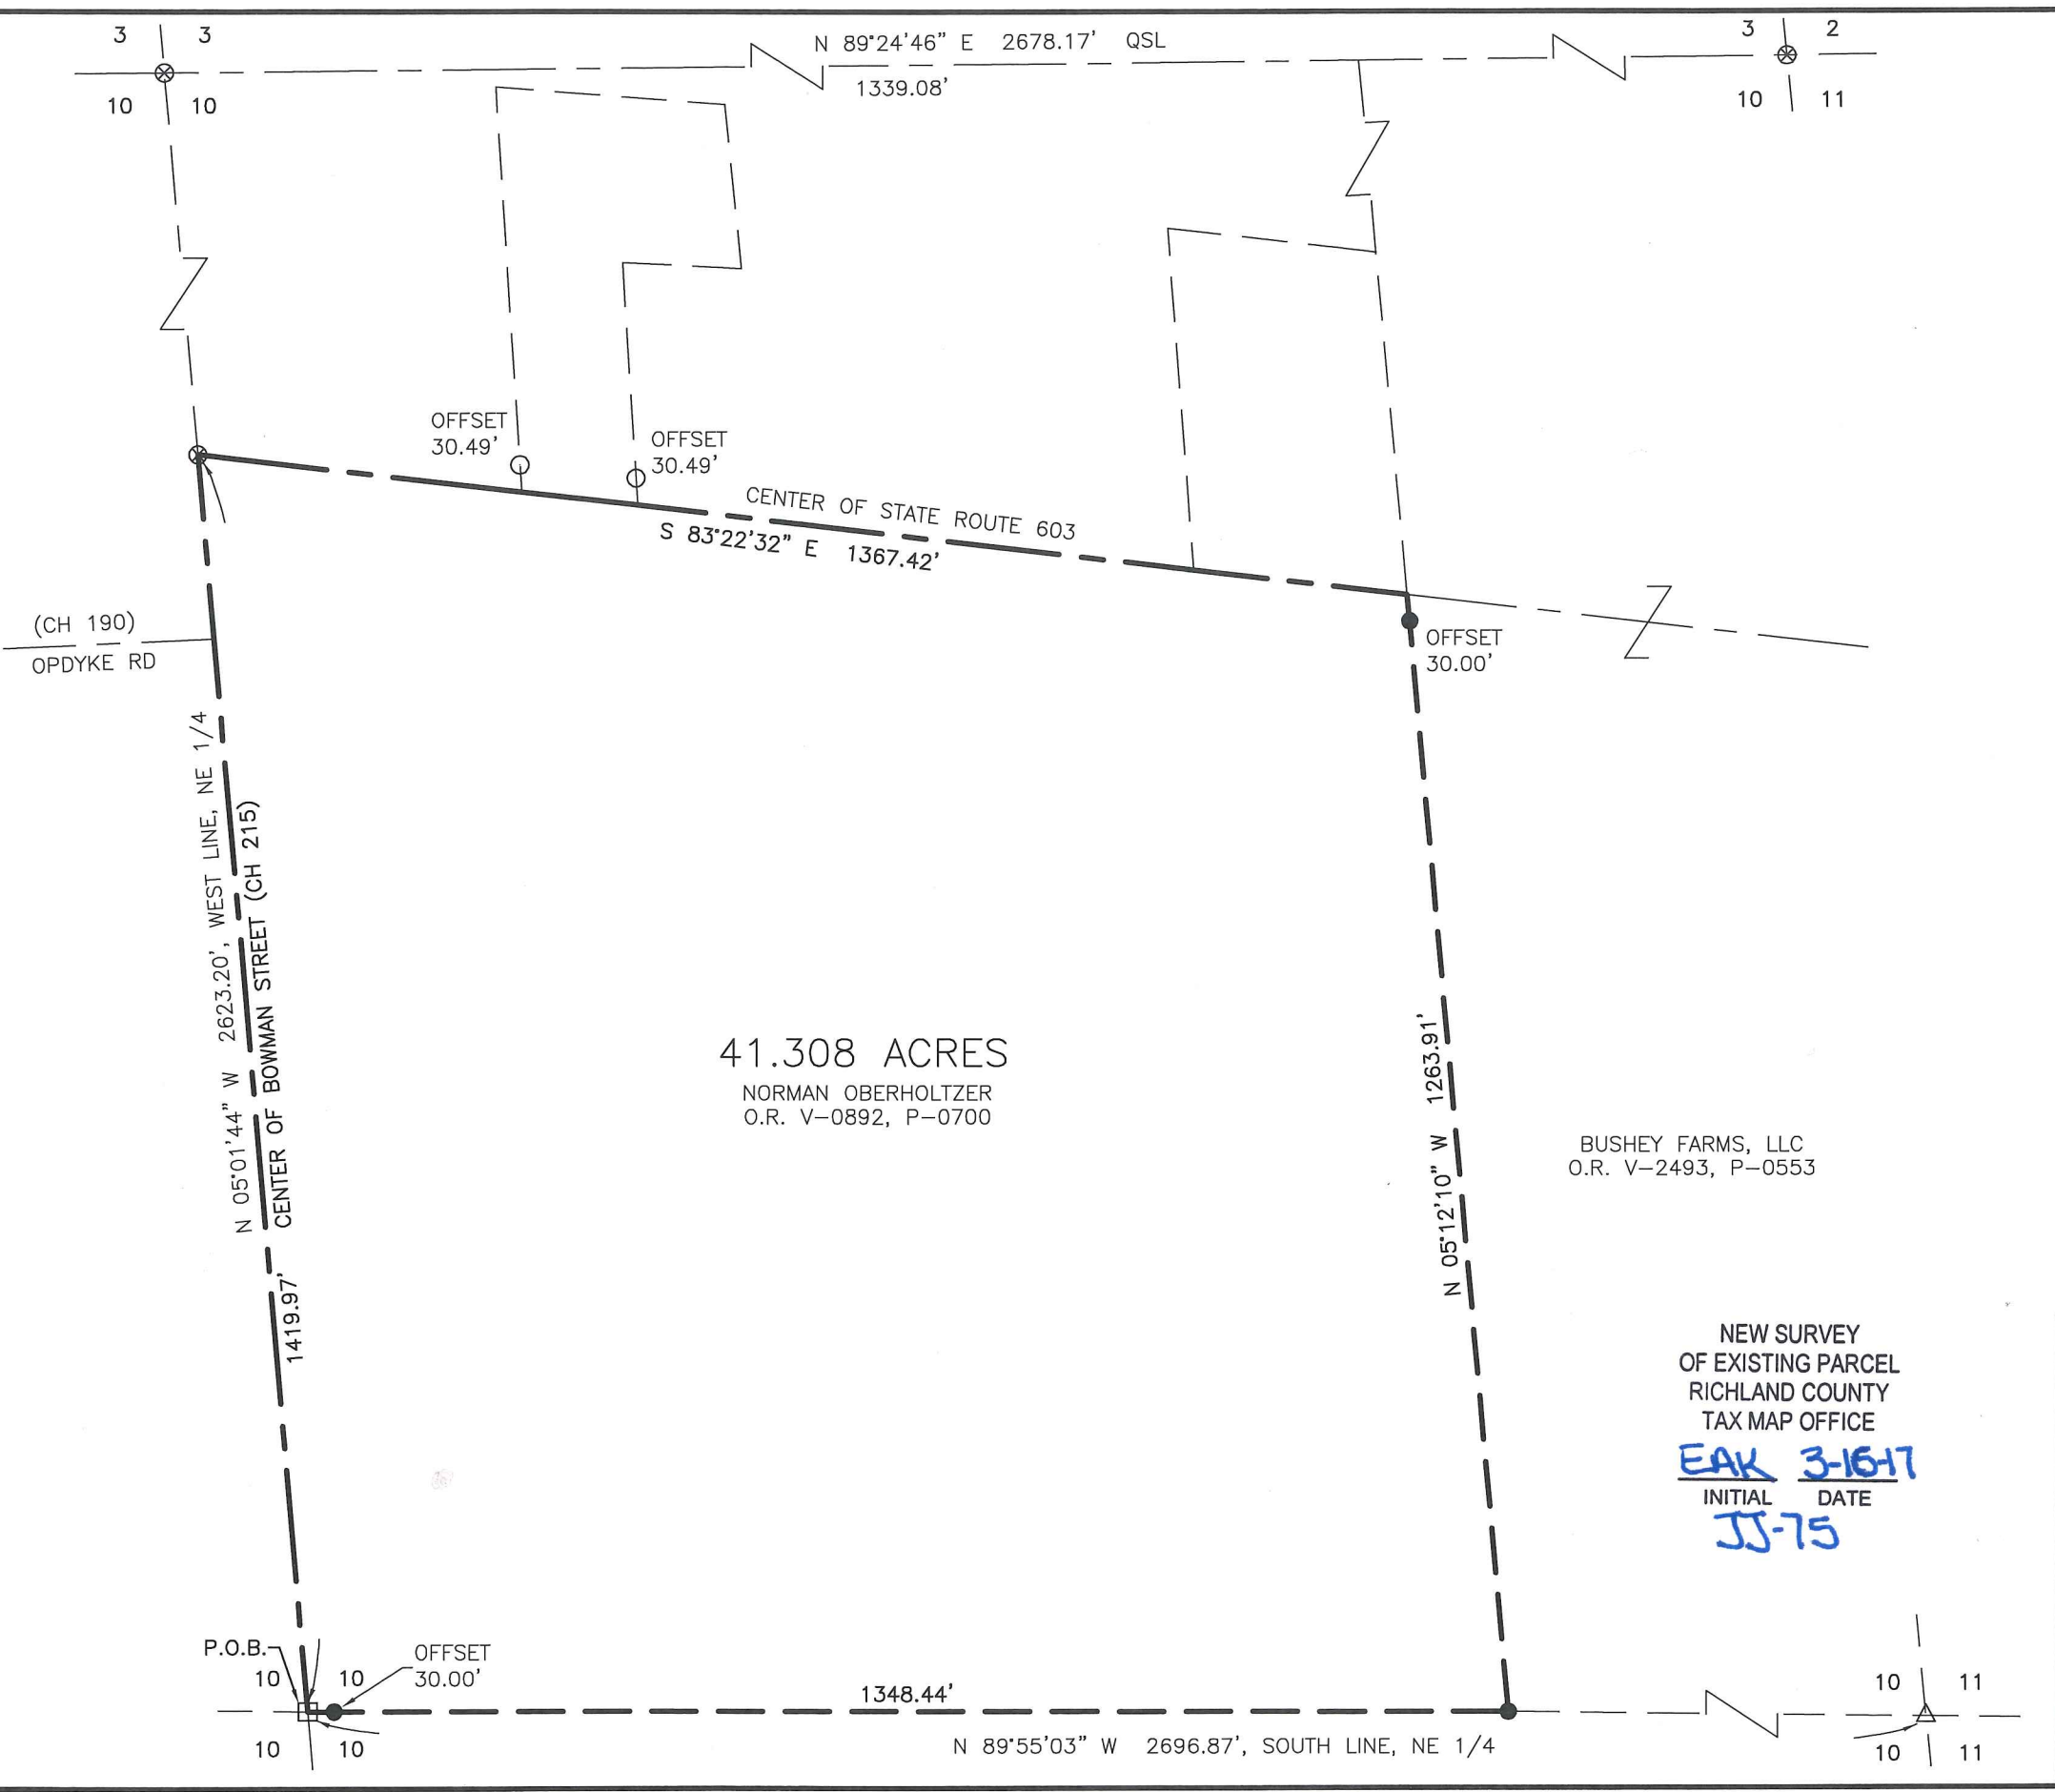 3 3
10 10
N 89°24'46" E 2678.17' QSL
1339.08'
3 2
10 11
OFFSET
30.49'
OFFSET
30.49'
CENTER OF STATE ROUTE 603
S 83°22'32" E 1367.42'
(CH 190)
OPDYKE RD
OFFSET
30.00'
N 05°01'44" W 2623.20', WEST LINE, NE 1/4
CENTER OF BOWMAN STREET (CH 215)
1419.97'
41.308 ACRES
NORMAN OBERHOLTZER
O.R. V-0892, P-0700
N 05°12'10" W 1263.91'
BUSHEY FARMS, LLC
O.R. V-2493, P-0553
NEW SURVEY
OF EXISTING PARCEL
RICHLAND COUNTY
TAX MAP OFFICE
EAK 3-16-17
INITIAL DATE
JJ-75
P.O.B.
10 10
OFFSET
30.00'
10 10
1348.44'
N 89°55'03" W 2696.87', SOUTH LINE, NE 1/4
10 11
10 11